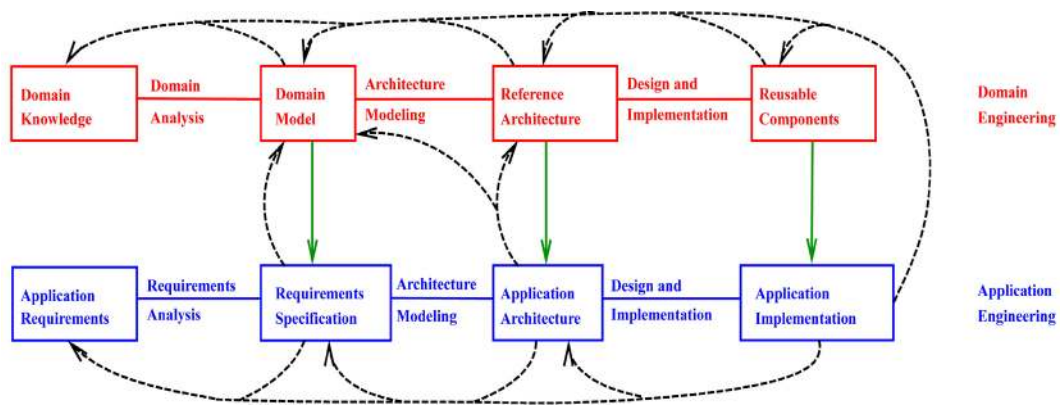 Domain
Knowledge
Domain
Analysis
Domain
Model
Architecture
Modeling
Reference
Architecture
Design and
Implementation
Reusable
Components
Domain
Engineering
Application
Requirements
Requirements
Analysis
Requirements
Specification
Architecture
Modeling
Application
Architecture
Design and
Implementation
Application
Implementation
Application
Engineering